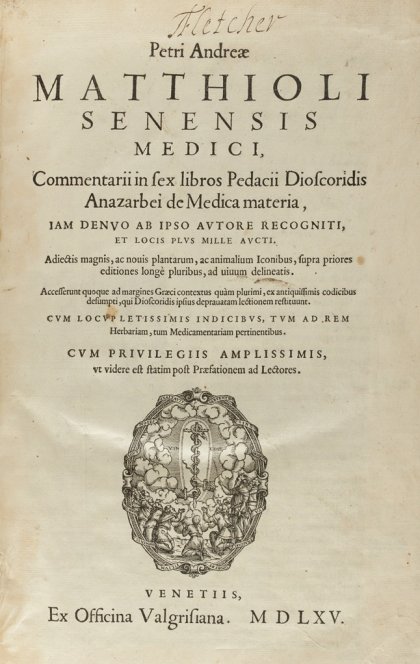 Fletcher
Petri Andreæ
MATTHIOLI
SENENSIS
MEDICI,
Commentarii in sex libros Pedacii Dioscoridis
Anazarbei de Medica materia,
IAM DENVO AB IPSO AVTORE RECOGNITI,
ET LOCIS PLVS MILLE AVCTI.
Adiectis magnis, ac nouis plantarum, ac animalium Iconibus, supra priores
editiones longè pluribus, ad uiuum delineatis.
Accesserunt quoque ad margines Græci contextus quàm plurimi, ex antiquissimis codicibus
desumpti, qui Dioscoridis ipsius deprauatam lectionem restituunt.
CVM LOCVPLETISSIMIS INDICIBVS, TVM AD REM
Herbariam, tum Medicamentariam pertinentibus.
CVM PRIVILEGIIS AMPLISSIMIS,
vt videre est statim post Præfationem ad Lectores.
VENETIIS,
Ex Officina Valgrisiana. MDLXV.